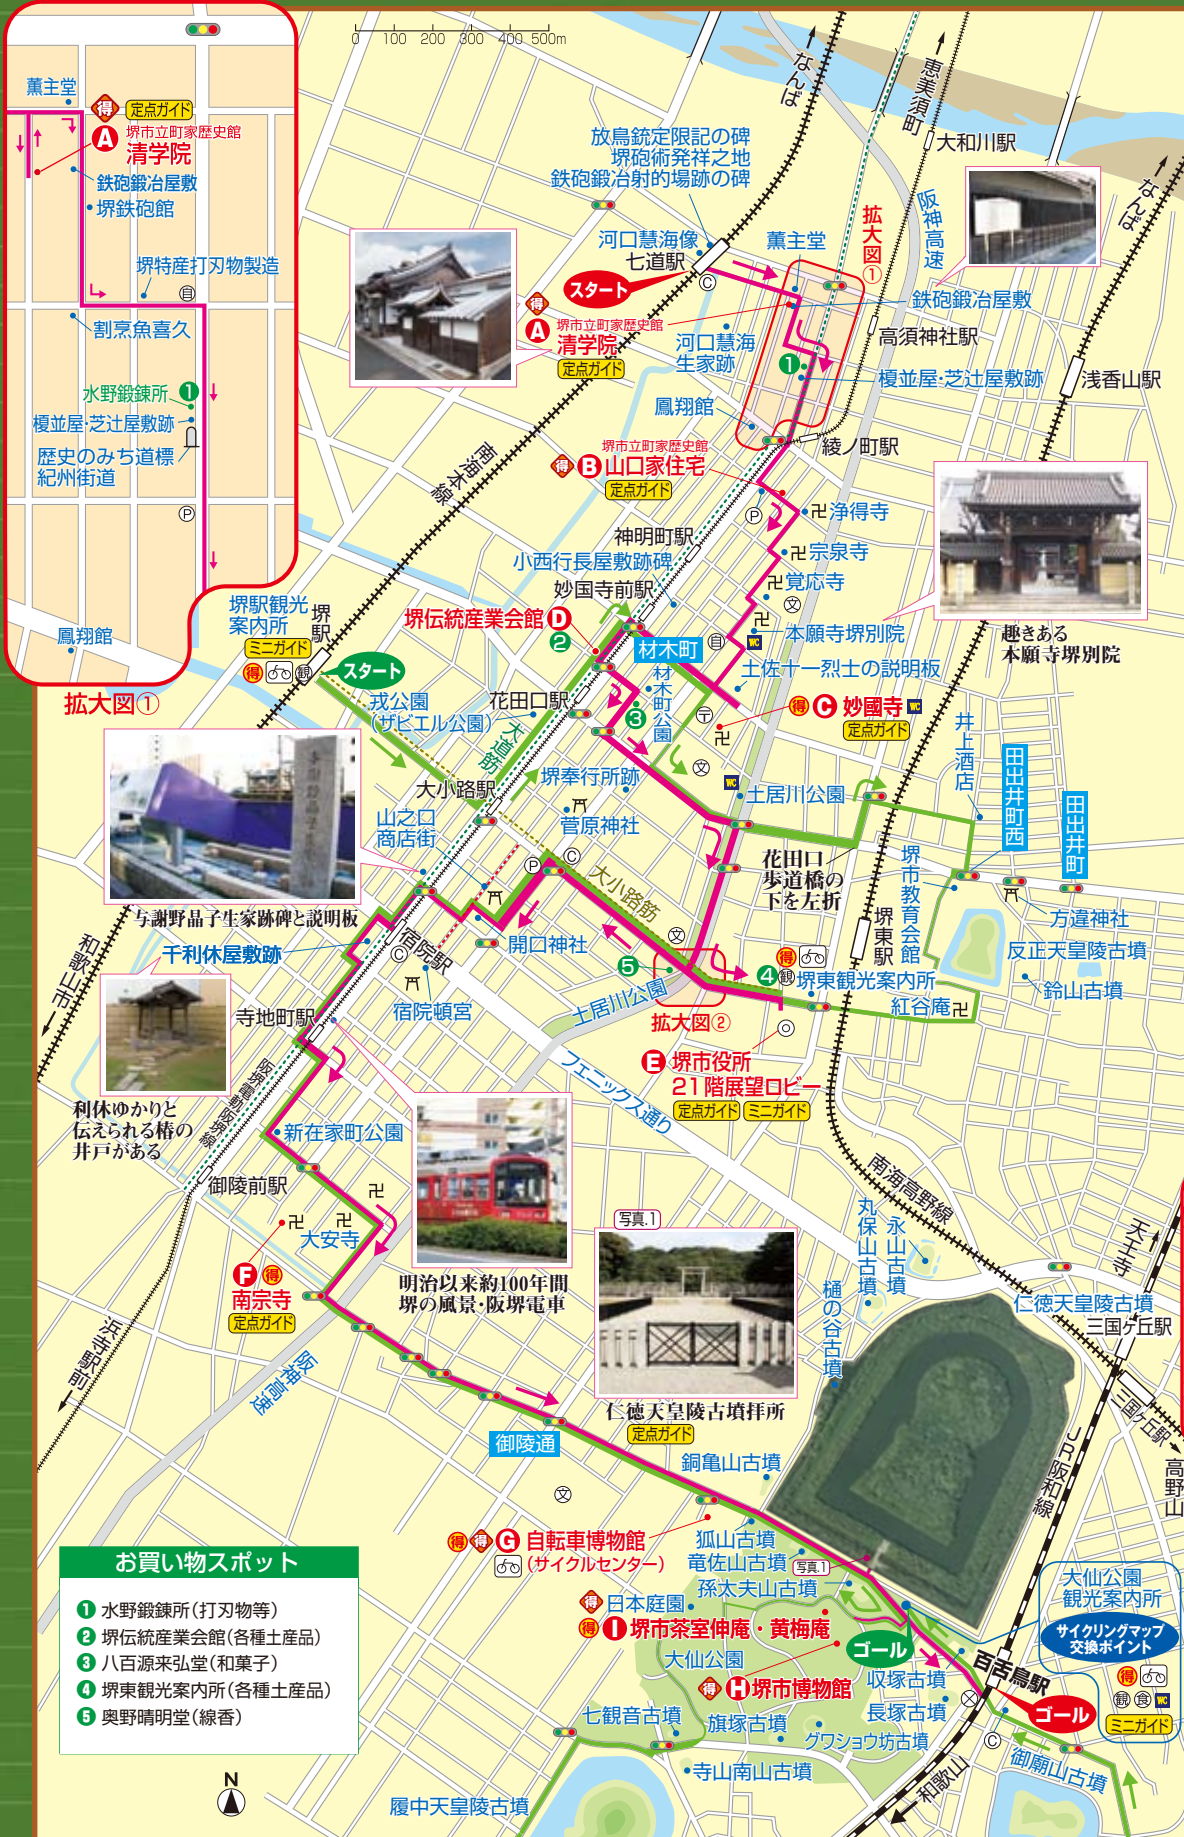 薫主堂
得 定点ガイド
A 堺市立町家歴史館
清学院
鉄砲鍛冶屋敷
堺鉄砲館
堺特産打刃物製造
自
割烹魚喜久
水野鍛錬所 1
榎並屋・芝辻屋敷跡
歴史のみち道標
紀州街道
P
鳳翔館
拡大図①
0 100 200 300 400 500m
なんば
恵美須町
大和川駅
なんば
阪神高速
放鳥銃定限記の碑
堺砲術発祥之地
鉄砲鍛冶射的場跡の碑
河口慧海像
七道駅
スタート
C
薫主堂
拡大図①
鉄砲鍛冶屋敷
得
A 堺市立町家歴史館
清学院
定点ガイド
河口慧海
生家跡
高須神社駅
浅香山駅
1
榎並屋・芝辻屋敷跡
鳳翔館
綾ノ町駅
南海本線
堺市立町家歴史館
得 B 山口家住宅
定点ガイド
P
卍浄得寺
神明町駅
卍宗泉寺
小西行長屋敷跡碑
卍覚応寺
妙国寺前駅
文
卍
本願寺堺別院
趣きある
本願寺堺別院
自
WC
堺駅観光
案内所
堺駅
ミニガイド
得 観
スタート
堺伝統産業会館 D
2
材木町
土佐十一烈士の説明板
戎公園
(ザビエル公園)
花田口駅
材木町公園
3
得 C 妙國寺 WC
定点ガイド
〒
卍
文
大道筋
井上酒店
田出井町西
田出井町
大小路駅
堺奉行所跡
WC
土居川公園
山之口
商店街
菅原神社
P
C
大小路筋
花田口
歩道橋の
下を左折
堺市教育会館
堺東駅
方違神社
反正天皇陵古墳
鈴山古墳
与謝野晶子生家跡碑と説明板
千利休屋敷跡
和歌山市
宿院駅
C
開口神社
文
得
4 観
堺東観光案内所
紅谷庵卍
5
土居川公園
拡大図②
宿院頓宮
寺地町駅
E 堺市役所
21階展望ロビー
定点ガイド ミニガイド
フェニックス通り
利休ゆかりと
伝えられる椿の
井戸がある
阪堺電軌阪堺線
新在家町公園
御陵前駅
卍
卍
卍
大安寺
F 得
南宗寺
定点ガイド
明治以来約100年間
堺の風景・阪堺電車
浜寺駅前
阪神高速
南海高野線
丸保山古墳
永山古墳
樋の谷古墳
天王寺
写真.1
仁徳天皇陵古墳
三国ヶ丘駅
三国ヶ丘駅
仁徳天皇陵古墳拝所
定点ガイド
JR阪和線
高野山
御陵通
銅亀山古墳
文
得 得 G 自転車博物館
(サイクルセンター)
狐山古墳
竜佐山古墳
写真.1
孫太夫山古墳
得 日本庭園
得 I 堺市茶室伸庵・黄梅庵
大仙公園
得 H 堺市博物館
ゴール
収塚古墳
百舌鳥駅
ゴール
長塚古墳
グワショウ坊古墳
七観音古墳
旗塚古墳
寺山南山古墳
履中天皇陵古墳
C
和歌山
御廟山古墳
大仙公園
観光案内所
サイクリングマップ
交換ポイント
得
観 食 WC
ミニガイド
お買い物スポット
1 水野鍛錬所(打刃物等)
2 堺伝統産業会館(各種土産品)
3 八百源来弘堂(和菓子)
4 堺東観光案内所(各種土産品)
5 奥野晴明堂(線香)
N